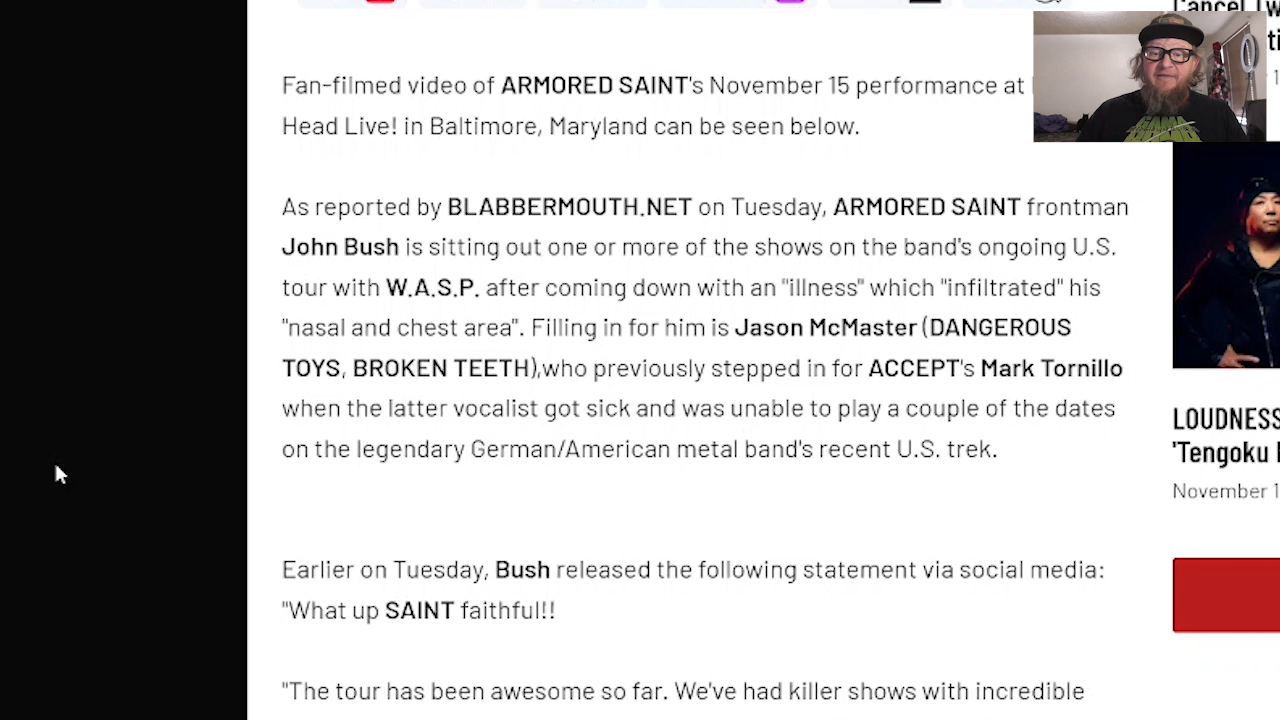 Cancel Tw
Fan-filmed video of ARMORED SAINT's November 15 performance at
Head Live! in Baltimore, Maryland can be seen below.
As reported by BLABBERMOUTH.NET on Tuesday, ARMORED SAINT frontman
John Bush is sitting out one or more of the shows on the band's ongoing U.S.
tour with W.A.S.P. after coming down with an "illness" which "infiltrated" his
"nasal and chest area". Filling in for him is Jason McMaster (DANGEROUS
TOYS, BROKEN TEETH),who previously stepped in for ACCEPT's Mark Tornillo
when the latter vocalist got sick and was unable to play a couple of the dates
on the legendary German/American metal band's recent U.S. trek.
Earlier on Tuesday, Bush released the following statement via social media:
"What up SAINT faithful!!
"The tour has been awesome so far. We've had killer shows with incredible
LOUDNESS
'Tengoku
November 1